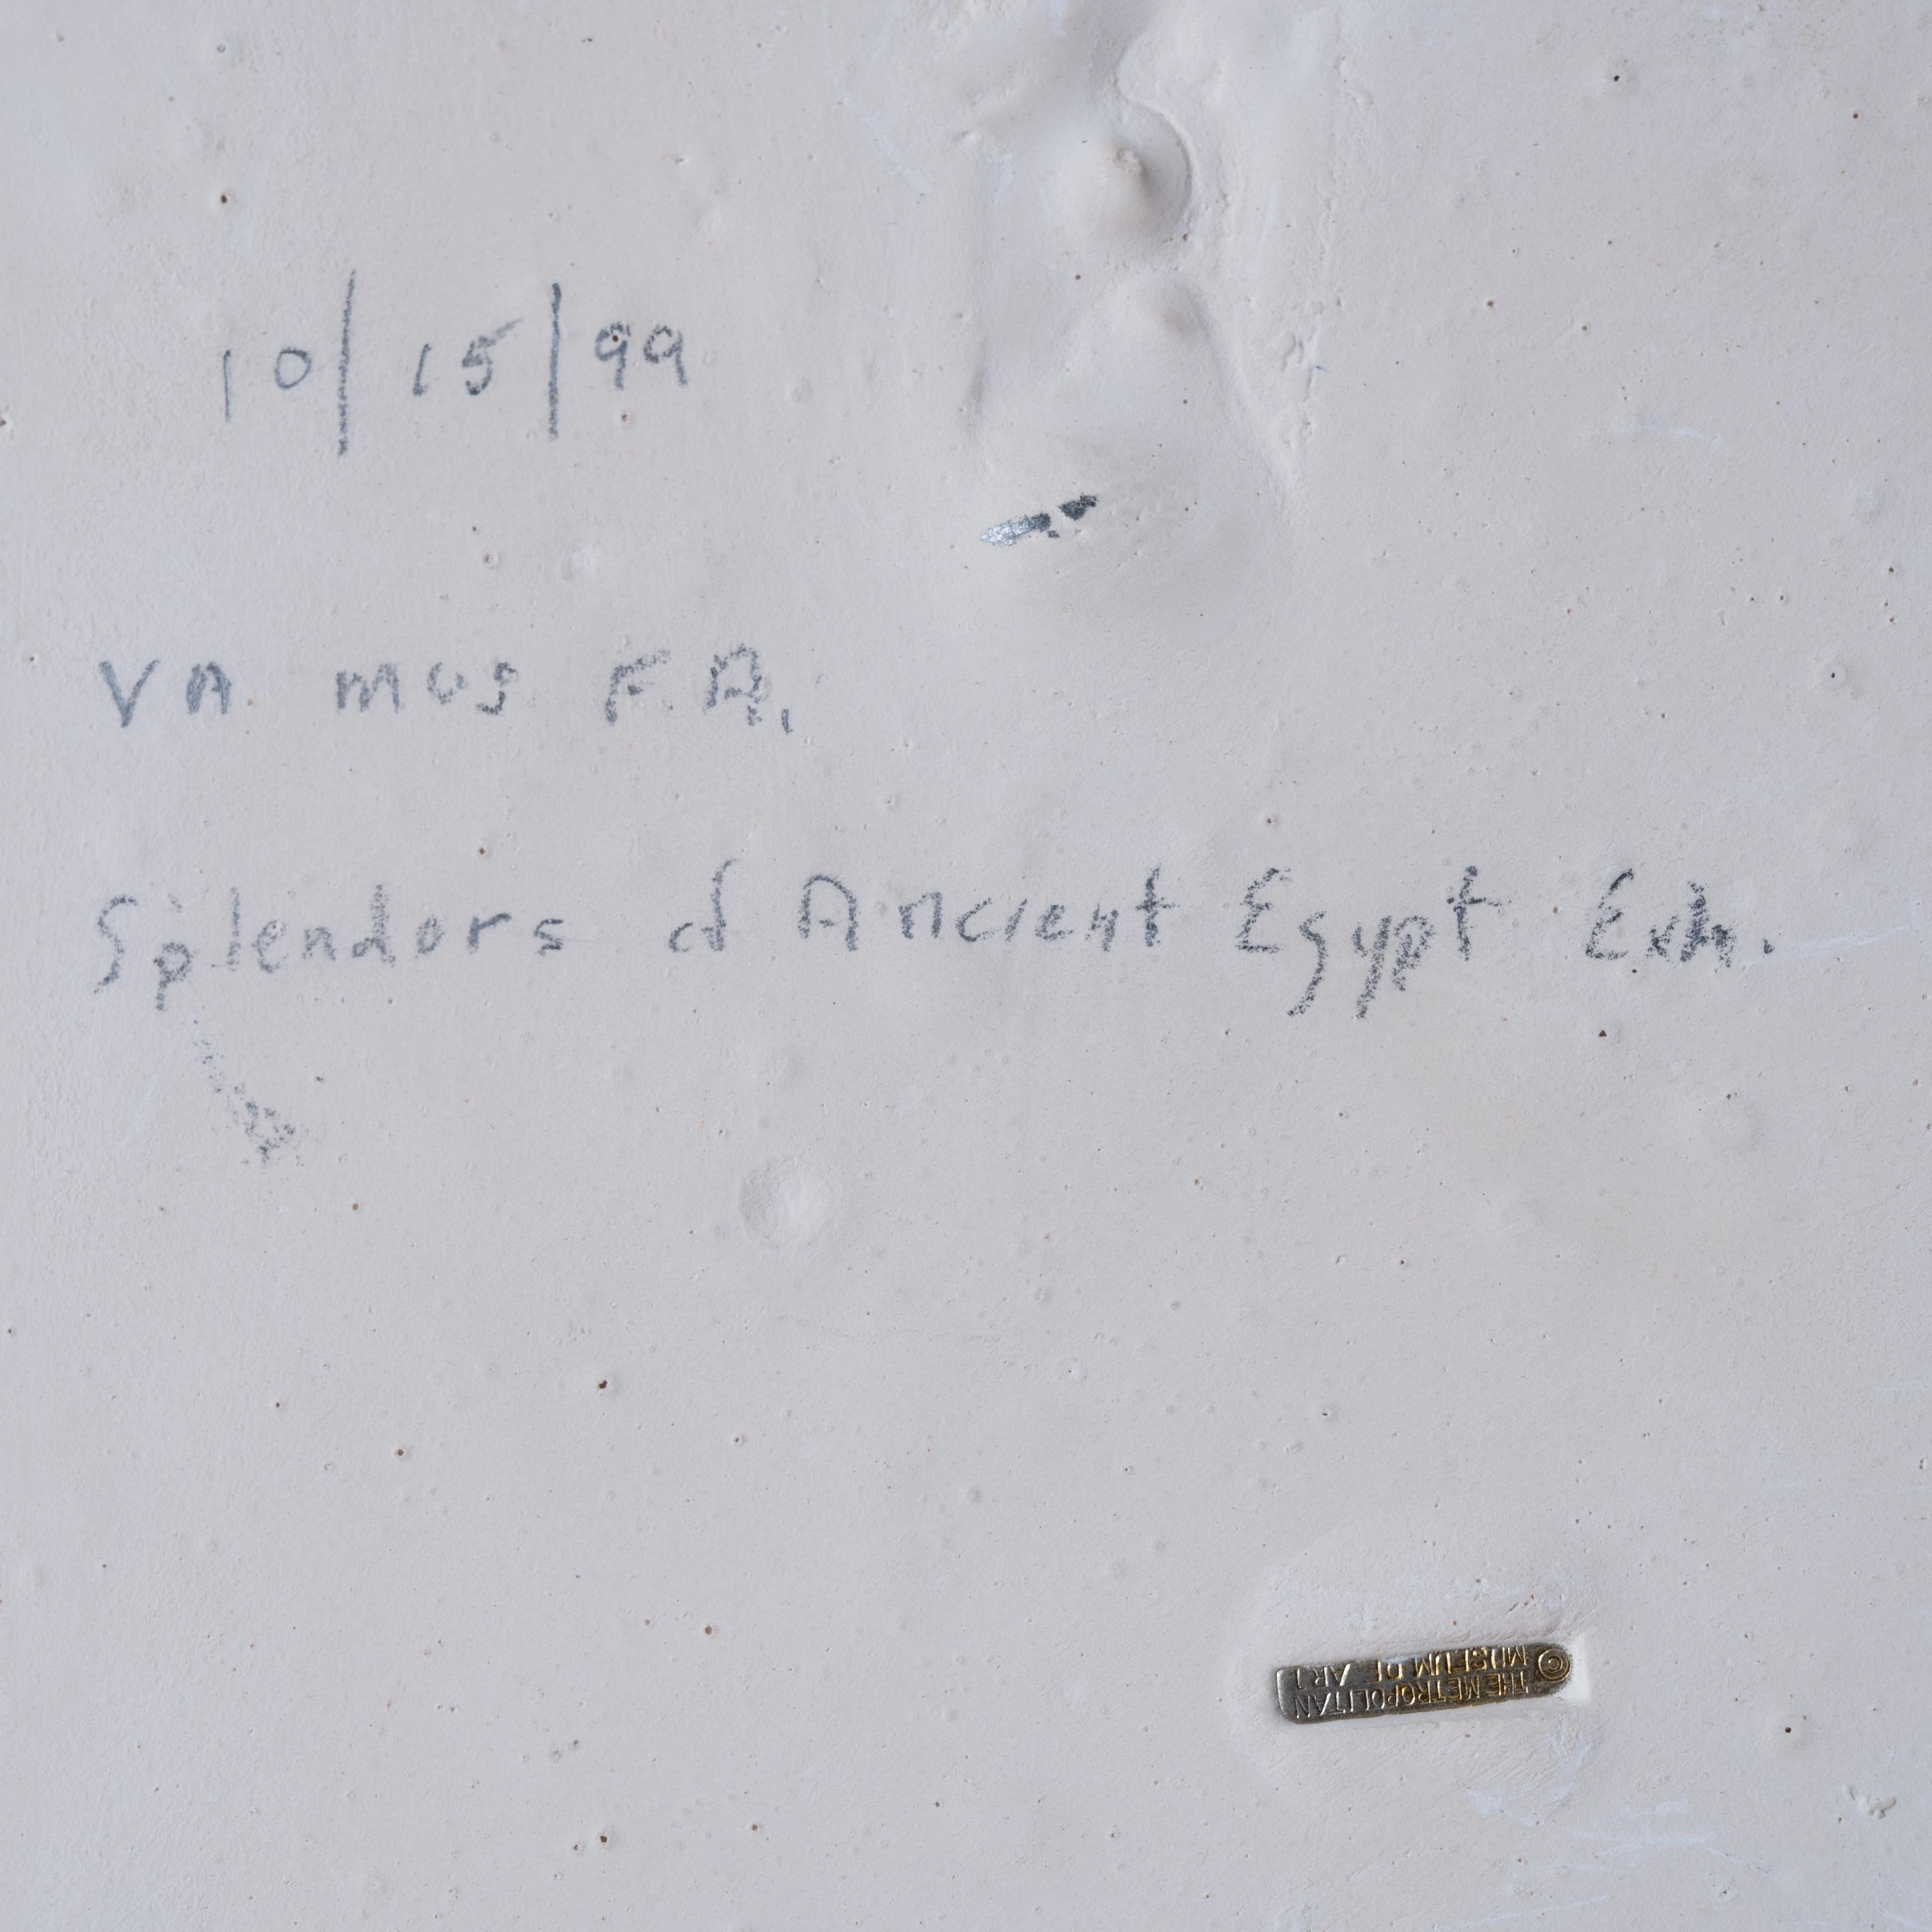 10/15/99
VA MUS F.A.
Splendors of Ancient Egypt Exh.
THE METROPOLITAN
MUSEUM OF ART
©